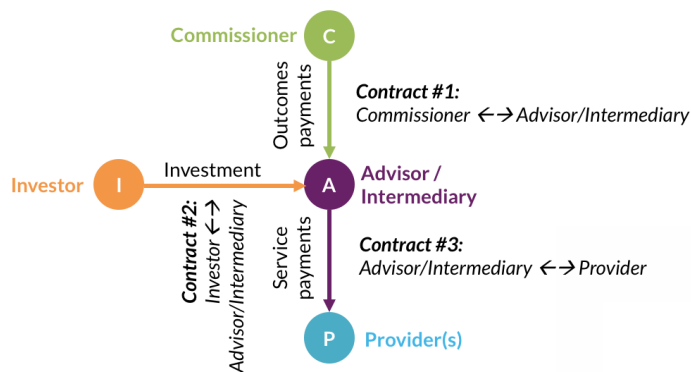 Commissioner
C
Outcomes
payments
Contract #1:
Commissioner ←→ Advisor/Intermediary
Investor
I
Investment
A
Advisor /
Intermediary
Contract #2:
Investor ←→
Advisor/Intermediary
Service
payments
Contract #3:
Advisor/Intermediary ←→ Provider
P
Provider(s)